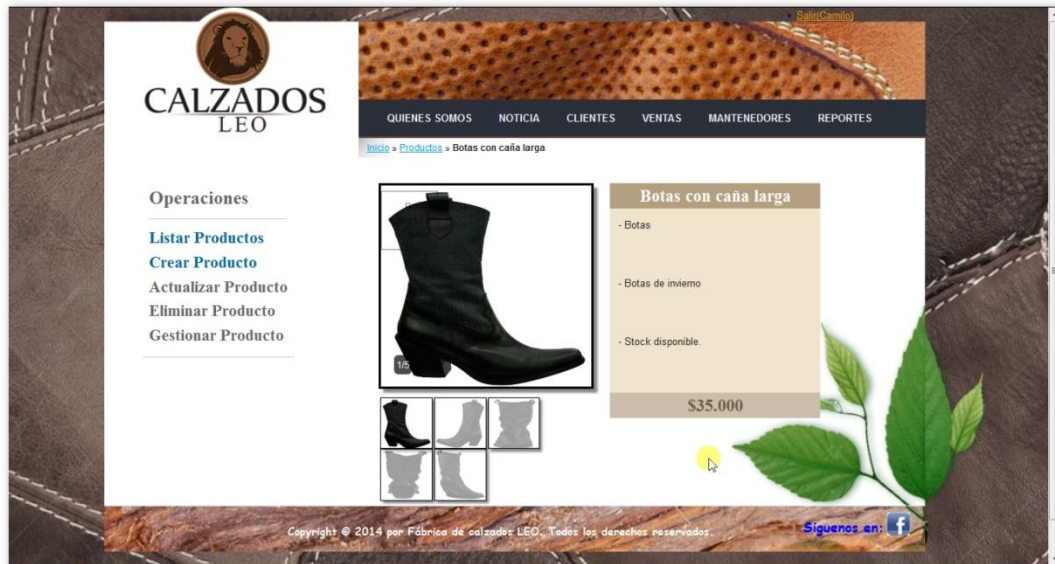 Salir(Camilo)
CALZADOS
LEO
QUIENES SOMOS NOTICIA CLIENTES VENTAS MANTENEDORES REPORTES
Inicio » Productos » Botas con caña larga
Operaciones
Listar Productos
Crear Producto
Actualizar Producto
Eliminar Producto
Gestionar Producto
1/5
Botas con caña larga
- Botas
- Botas de invierno
- Stock disponible.
$35.000
Copyright © 2014 por Fábrica de calzados LEO. Todos los derechos reservados.
Siguenos en: f